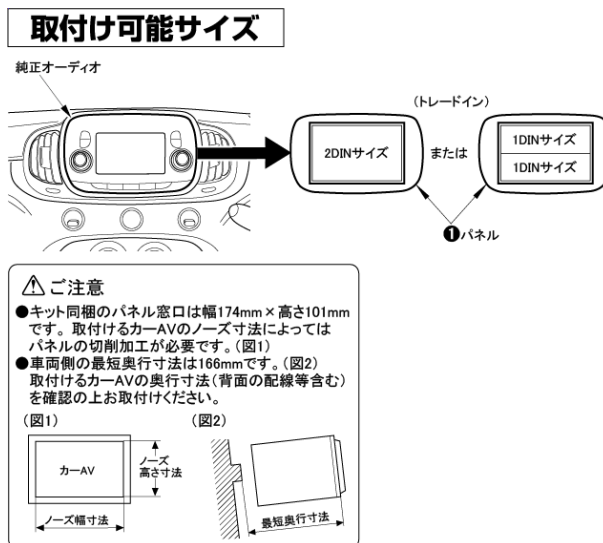 取付け可能サイズ
純正オーディオ
(トレードイン)
2DINサイズ
または
1DINサイズ
1DINサイズ
❶パネル
⚠ご注意
●キット同梱のパネル窓口は幅174mm×高さ101mm
です。取付けるカーAVのノーズ寸法によっては
パネルの切削加工が必要です。(図1)
●車両側の最短奥行寸法は166mmです。(図2)
取付けるカーAVの奥行寸法(背面の配線等含む)
を確認の上お取付けください。
(図1)
(図2)
カーAV
ノーズ
高さ寸法
ノーズ幅寸法
最短奥行寸法